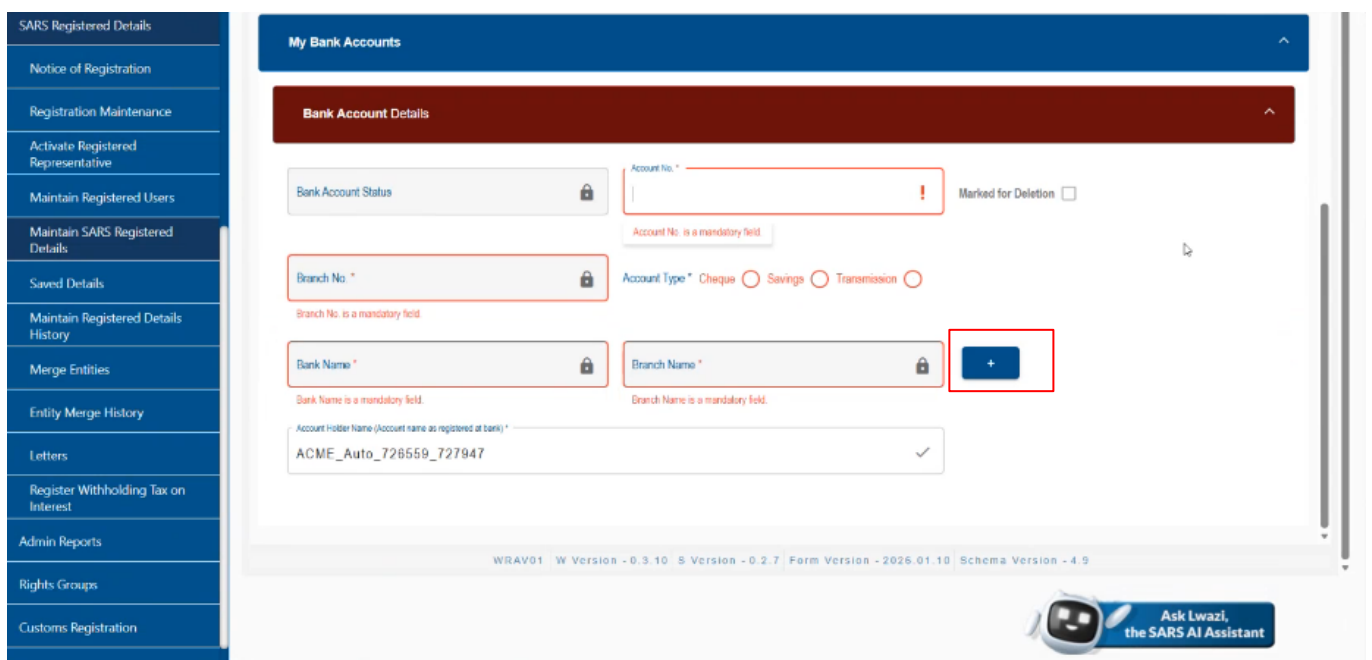 SARS Registered Details
Notice of Registration
Registration Maintenance
Activate Registered
Representative
Maintain Registered Users
Maintain SARS Registered
Details
Saved Details
Maintain Registered Details
History
Merge Entities
Entity Merge History
Letters
Register Withholding Tax on
Interest
Admin Reports
Rights Groups
Customs Registration
My Bank Accounts
Bank Account Details
Bank Account Status
Account No. *
!
Marked for Deletion
Account No. is a mandatory field.
Branch No. *
Account Type * Cheque Savings Transmission
Branch No. is a mandatory field
Bank Name *
Branch Name *
+
Bank Name is a mandatory field.
Branch Name is a mandatory field.
Account Holder Name (Account name as registered at bank) *
ACME_Auto_726559_727947
WRAV01 W Version - 0.3.10 S Version - 0.2.7 Form Version - 2026.01.10 Schema Version - 4.9
Ask Lwazi,
the SARS AI Assistant